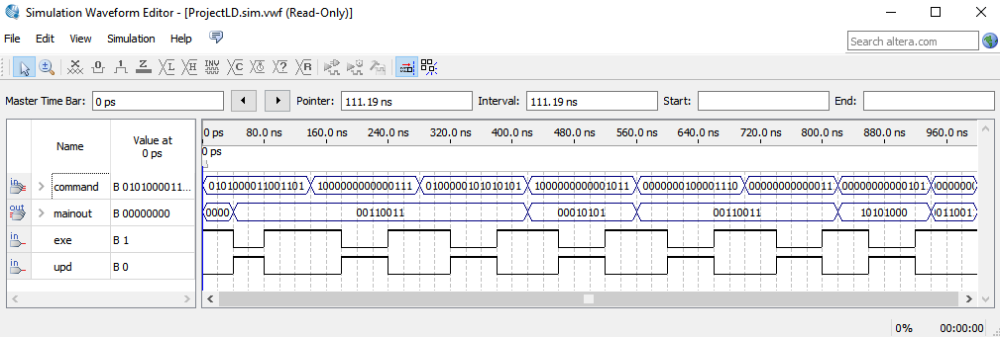 Simulation Waveform Editor - [ProjectLD.sim.vwf (Read-Only)]
File Edit View Simulation Help
Search altera.com
Master Time Bar: 0 ps Pointer: 111.19 ns Interval: 111.19 ns Start: End:
Name Value at 0 ps
0 ps 80.0 ns 160.0 ns 240.0 ns 320.0 ns 400.0 ns 480.0 ns 560.0 ns 640.0 ns 720.0 ns 800.0 ns 880.0 ns 960.0 ns
0 ps
command B 0101000011... 0101000011001101 1000000000000111 0100000101010101 1000000000001011 0000000100001110 0000000000000011 0000000000000101
mainout B 00000000 0000 00110011 00010101 00110011 10101000
exe B 1
upd B 0
0% 00:00:00